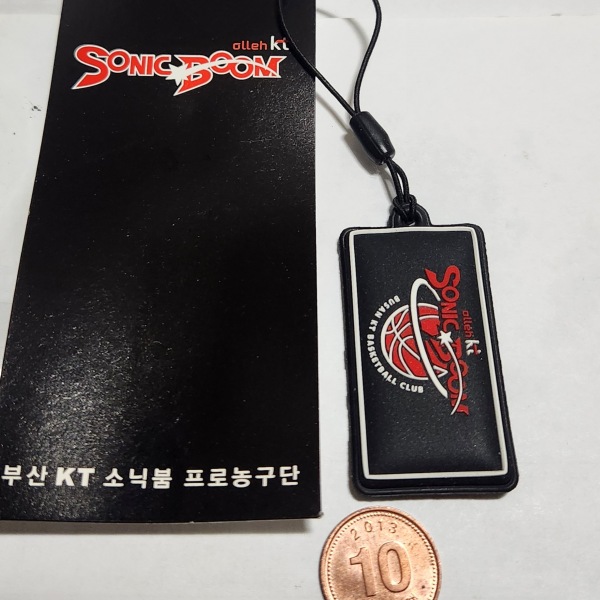 olleh kt
SONIC BOOM
부산 KT 소닉붐 프로농구단
olleh kt
SONIC BOOM
BUSAN KT BASKETBALL CLUB
2013
10